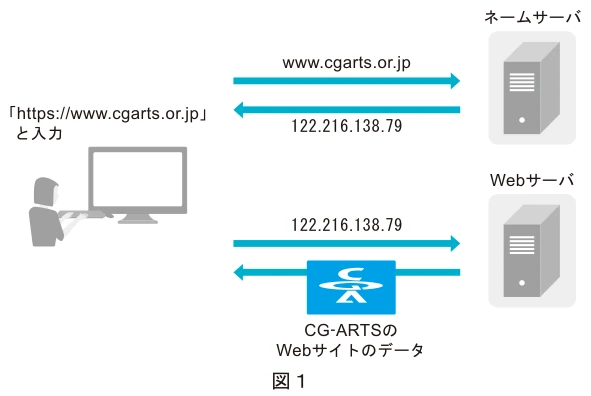 ネームサーバ
www.cgarts.or.jp
122.216.138.79
「https://www.cgarts.or.jp」
と入力
Webサーバ
122.216.138.79
CGA
CG-ARTSの
Webサイトのデータ
図1